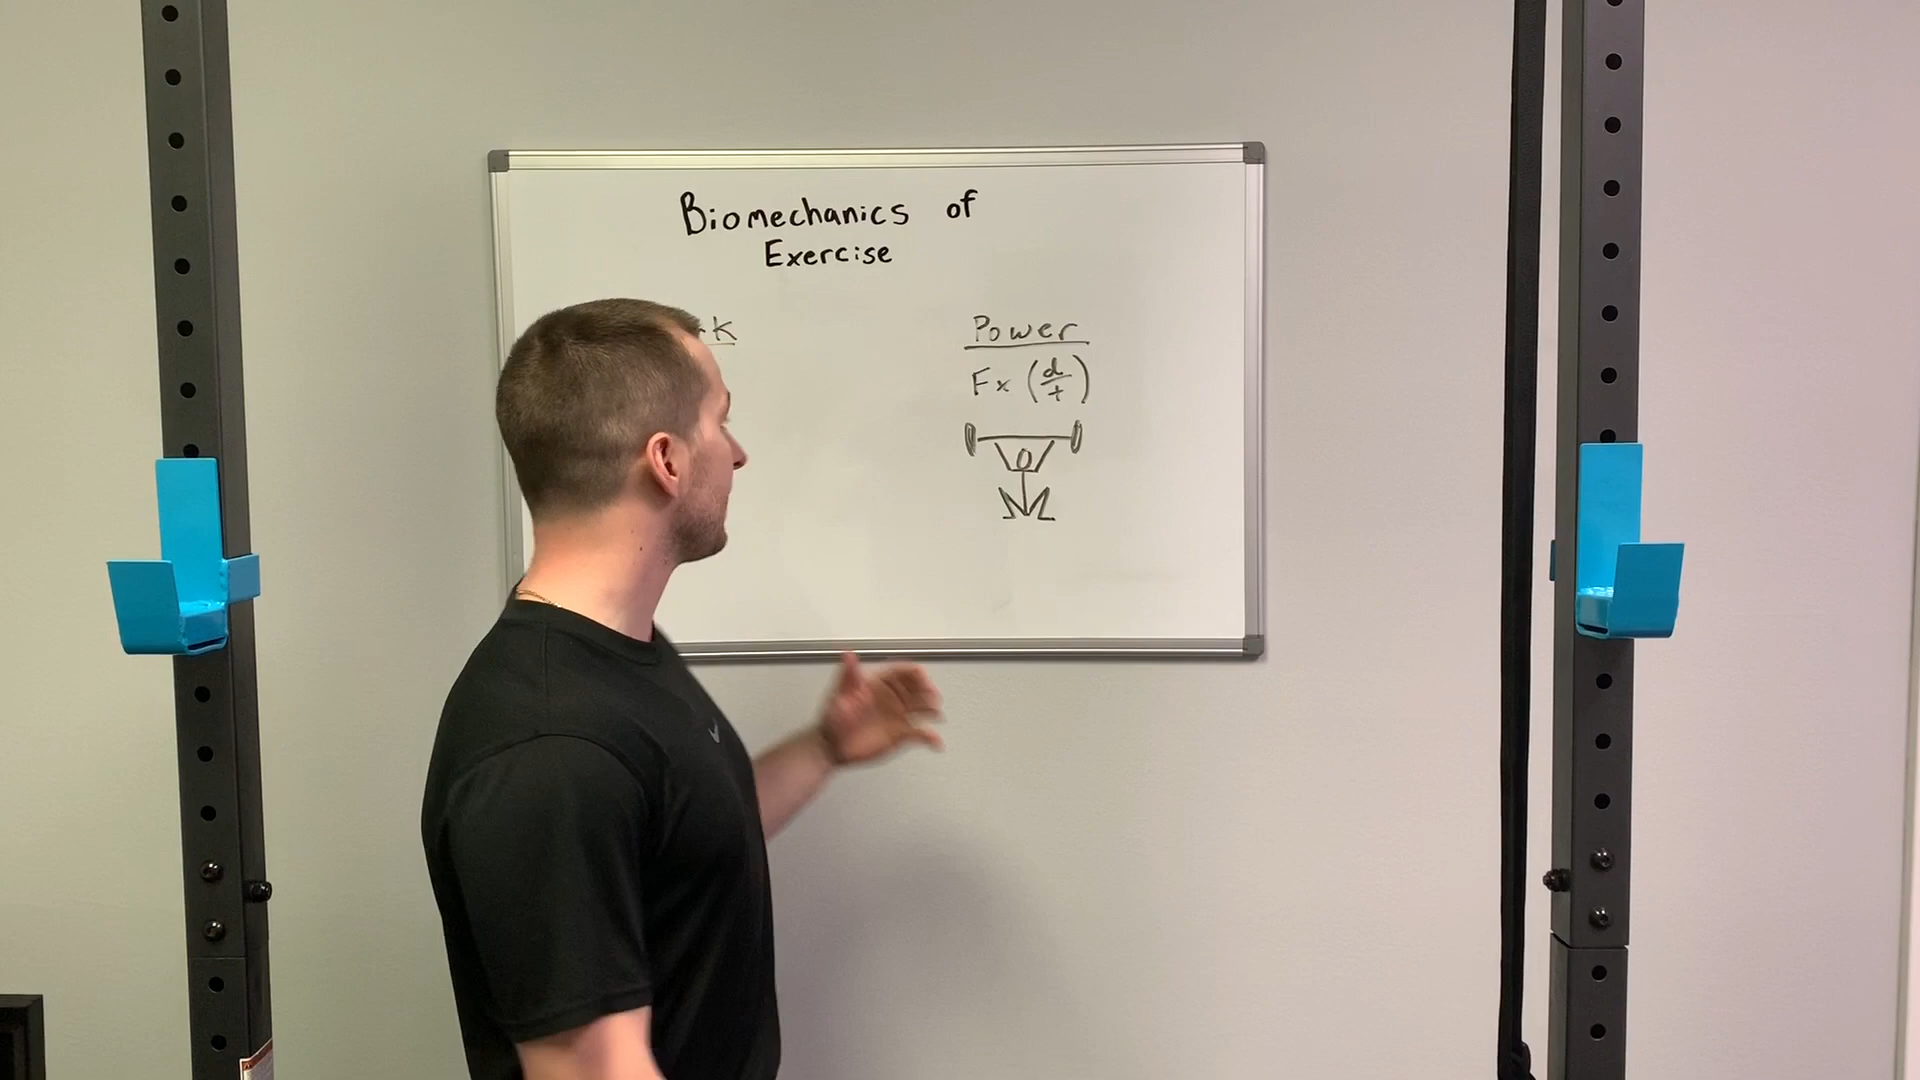 Biomechanics of
Exercise
Power
F x (d/t)